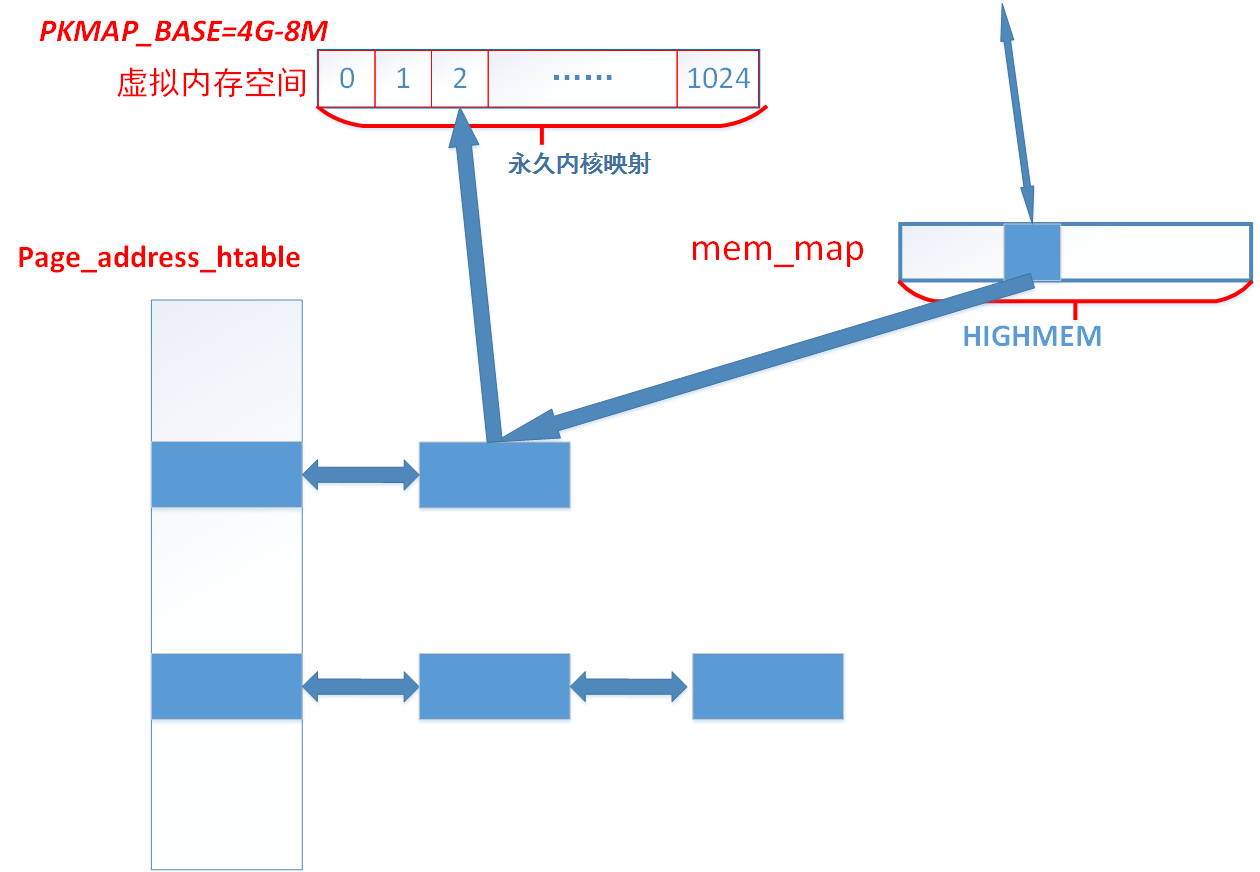 PKMAP_BASE=4G-8M
虚拟内存空间
0 1 2 ...... 1024
永久内核映射
Page_address_htable
mem_map
HIGHMEM